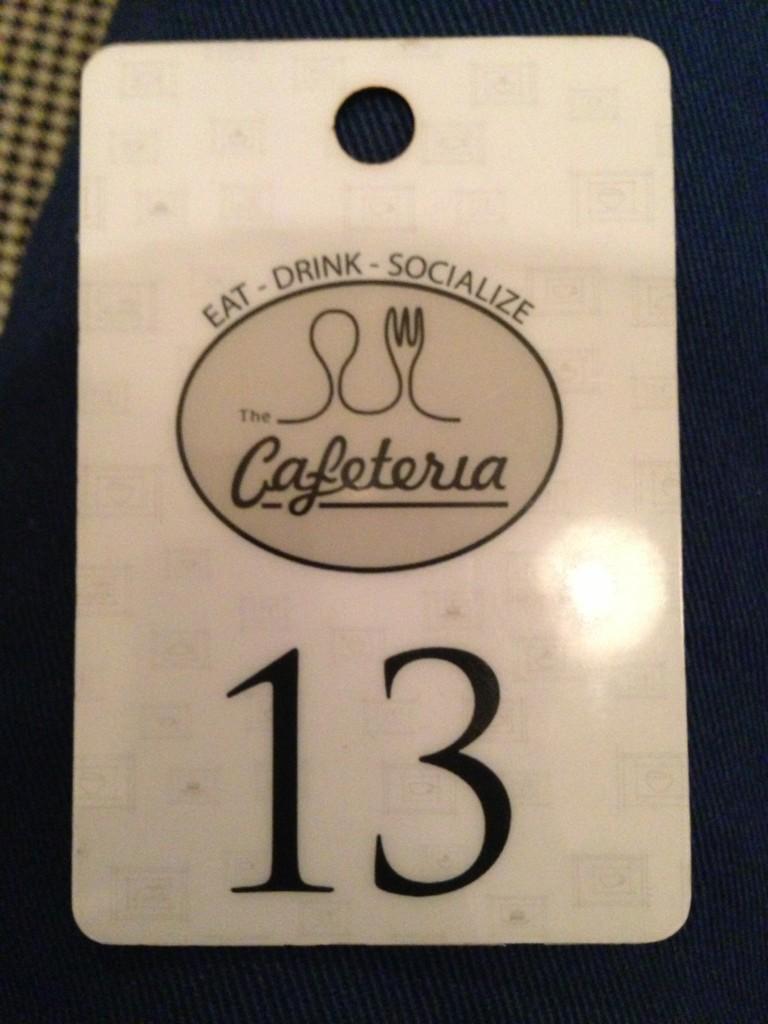 EAT - DRINK - SOCIALIZE
The
Cafeteria
13